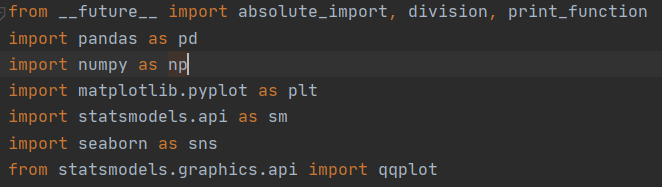 from __future__ import absolute_import, division, print_function
import pandas as pd
import numpy as np
import matplotlib.pyplot as plt
import statsmodels.api as sm
import seaborn as sns
from statsmodels.graphics.api import qqplot